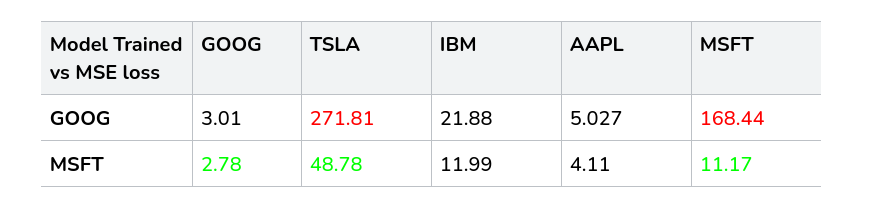 Model Trained GOOG TSLA IBM AAPL MSFT
vs MSE loss
GOOG 3.01 271.81 21.88 5.027 168.44
MSFT 2.78 48.78 11.99 4.11 11.17